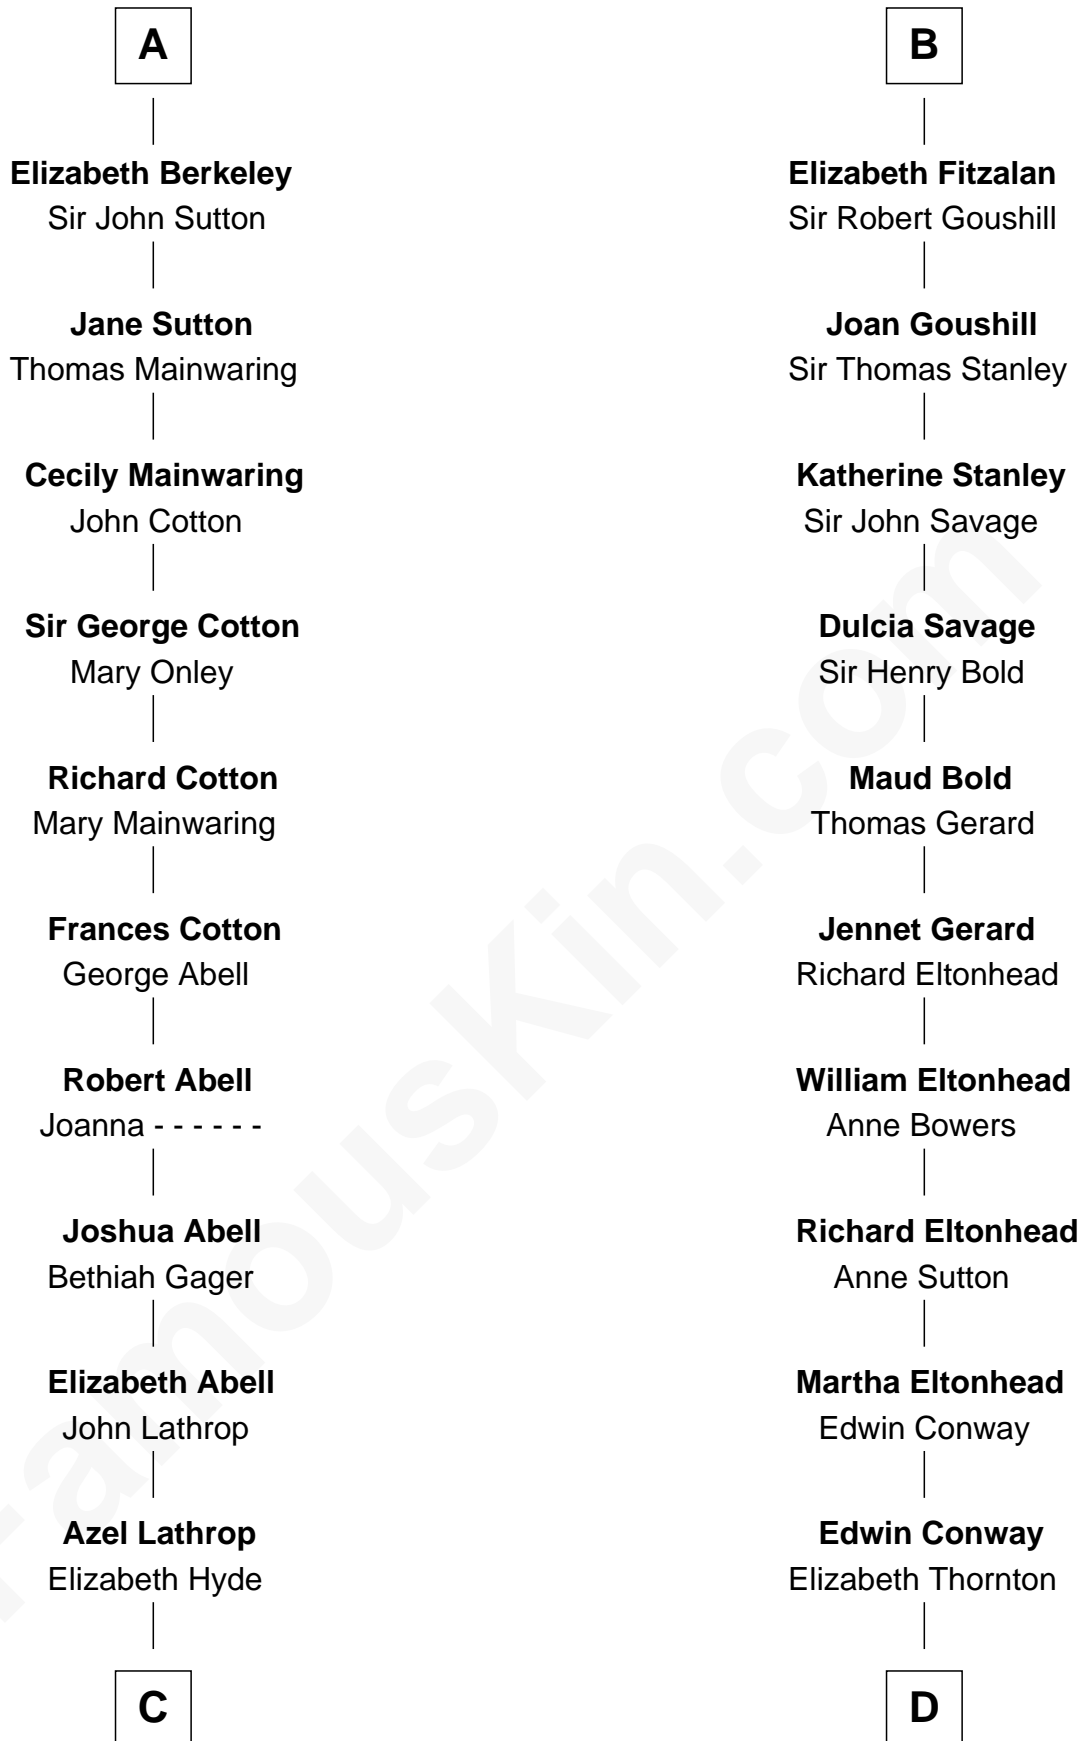 A
Elizabeth Berkeley
Sir John Sutton
Jane Sutton
Thomas Mainwaring
Cecily Mainwaring
John Cotton
Sir George Cotton
Mary Onley
Richard Cotton
Mary Mainwaring
Frances Cotton
George Abell
Robert Abell
Joanna - - - - - -
Joshua Abell
Bethiah Gager
Elizabeth Abell
John Lathrop
Azel Lathrop
Elizabeth Hyde
C
B
Elizabeth Fitzalan
Sir Robert Goushill
Joan Goushill
Sir Thomas Stanley
Katherine Stanley
Sir John Savage
Dulcia Savage
Sir Henry Bold
Maud Bold
Thomas Gerard
Jennet Gerard
Richard Eltonhead
William Eltonhead
Anne Bowers
Richard Eltonhead
Anne Sutton
Martha Eltonhead
Edwin Conway
Edwin Conway
Elizabeth Thornton
D
FamousKin.com